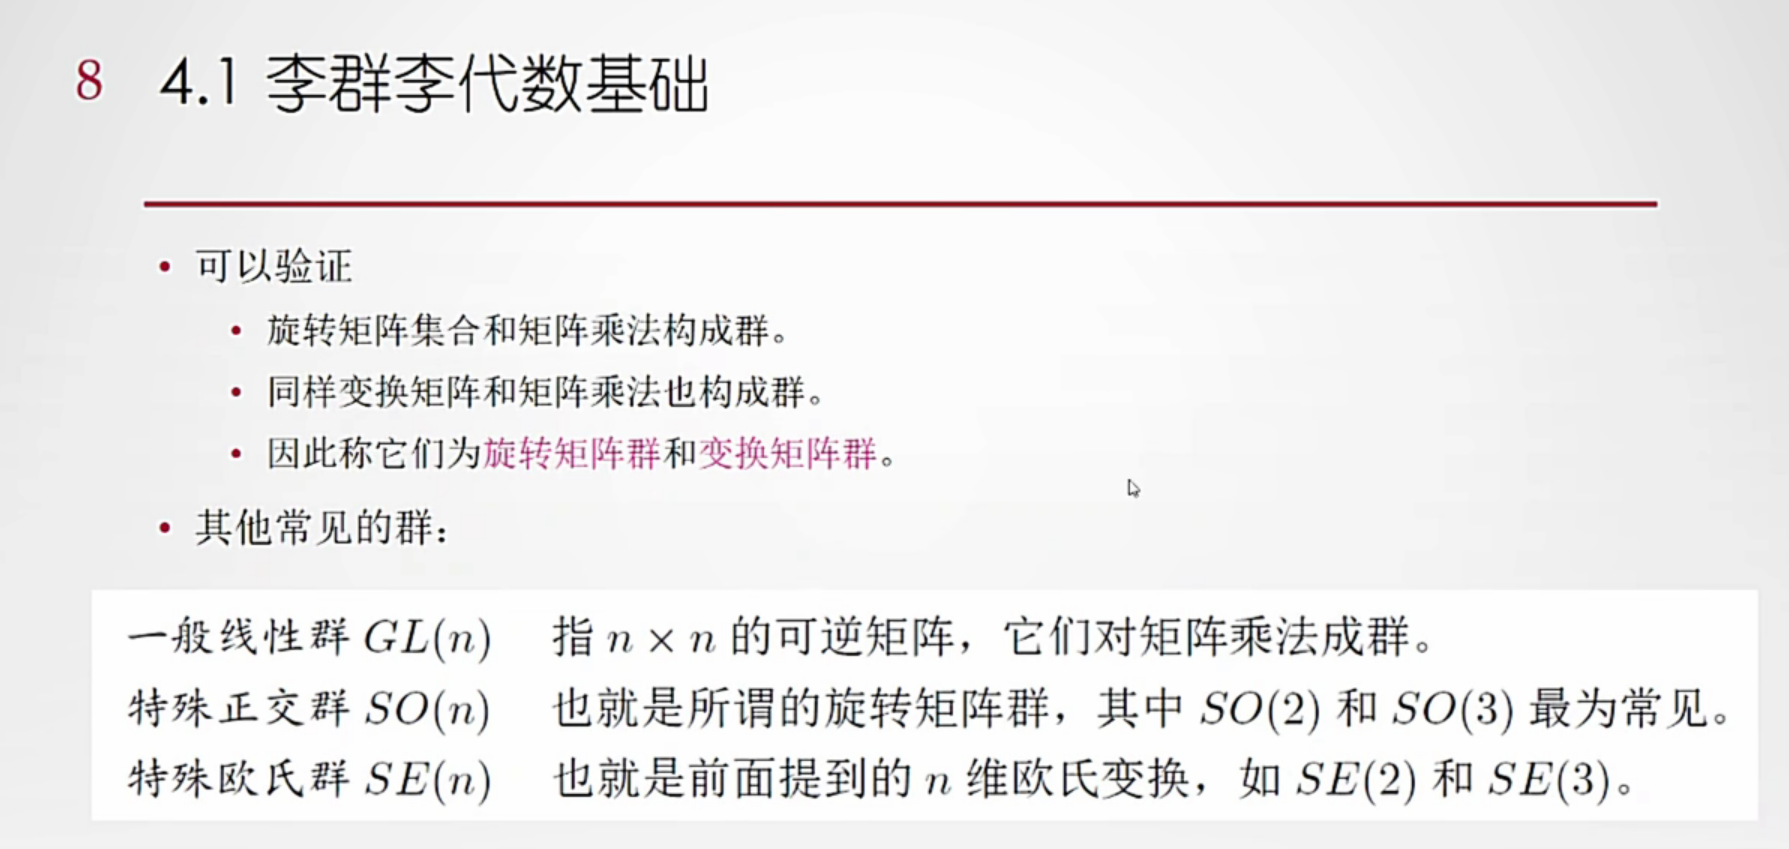 8 4.1 李群李代数基础
• 可以验证
• 旋转矩阵集合和矩阵乘法构成群。
• 同样变换矩阵和矩阵乘法也构成群。
• 因此称它们为旋转矩阵群和变换矩阵群。
• 其他常见的群：
一般线性群 GL(n) 指 n × n 的可逆矩阵，它们对矩阵乘法成群。
特殊正交群 SO(n) 也就是所谓的旋转矩阵群，其中 SO(2) 和 SO(3) 最为常见。
特殊欧氏群 SE(n) 也就是前面提到的 n 维欧氏变换，如 SE(2) 和 SE(3)。